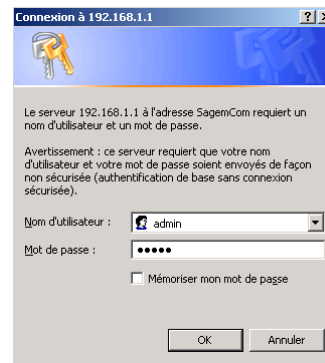 Connexion à 192.168.1.1
Le serveur 192.168.1.1 à l'adresse SagemCom requiert un
nom d'utilisateur et un mot de passe.
Avertissement : ce serveur requiert que votre nom
d'utilisateur et votre mot de passe soient envoyés de façon
non sécurisée (authentification de base sans connexion
sécurisée).
Nom d'utilisateur : admin
Mot de passe : •••••
Mémoriser mon mot de passe
OK Annuler